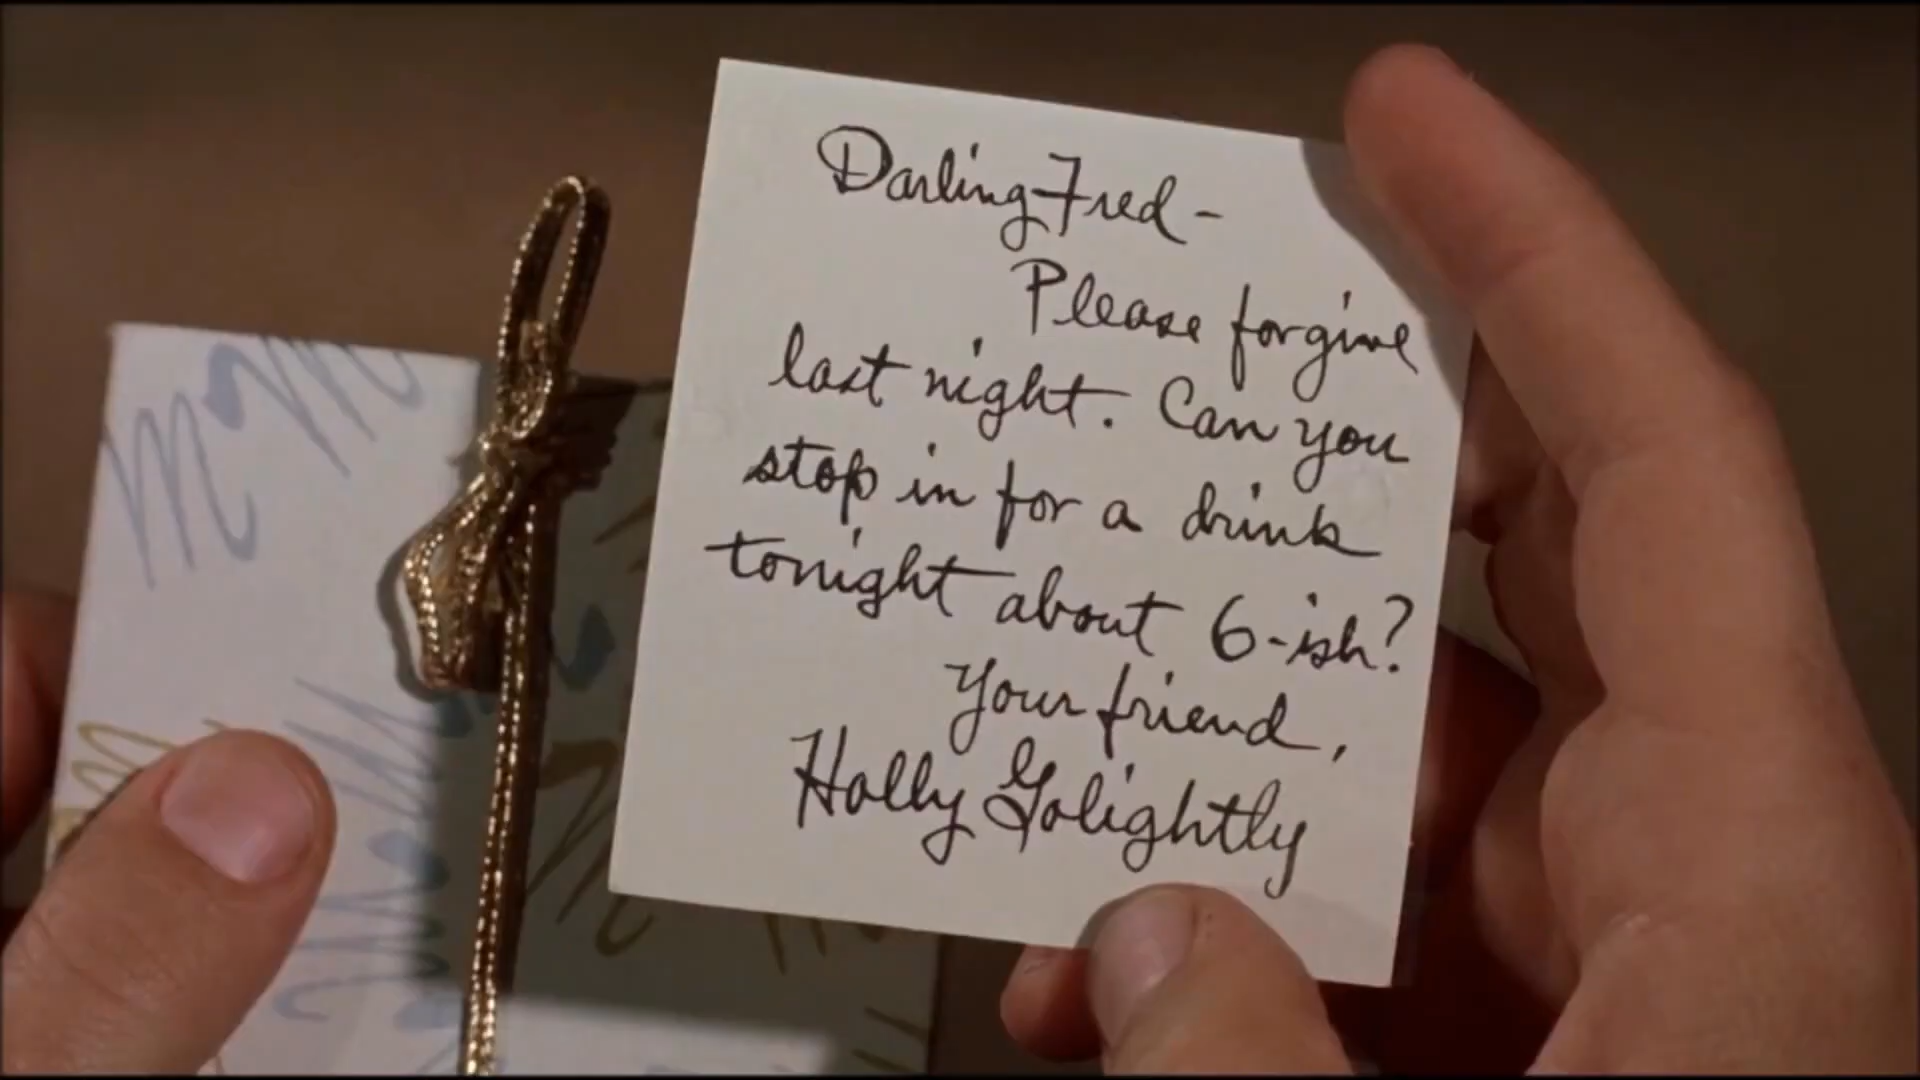 Darling Fred -
Please forgive
last night. Can you
stop in for a drink
tonight about 6-ish?
Your friend,
Holly Golightly